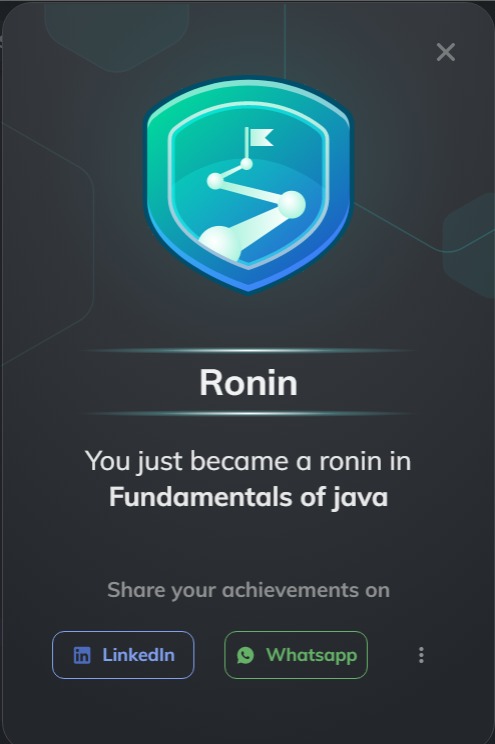 Ronin
You just became a ronin in
Fundamentals of java
Share your achievements on
LinkedIn
Whatsapp